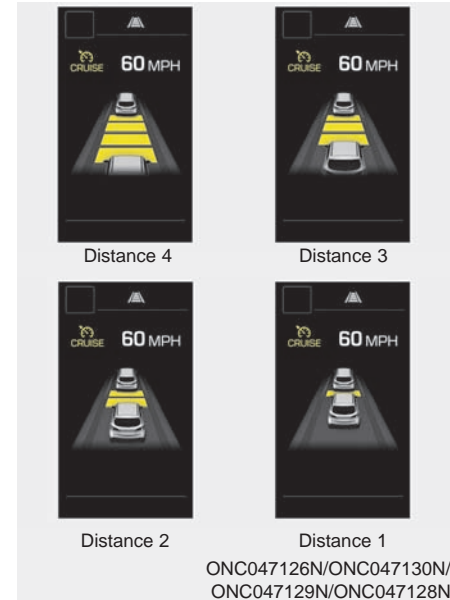 CRUISE 60 MPH
Distance 4
CRUISE 60 MPH
Distance 3
CRUISE 60 MPH
Distance 2
CRUISE 60 MPH
Distance 1
ONC047126N/ONC047130N/
ONC047129N/ONC047128N